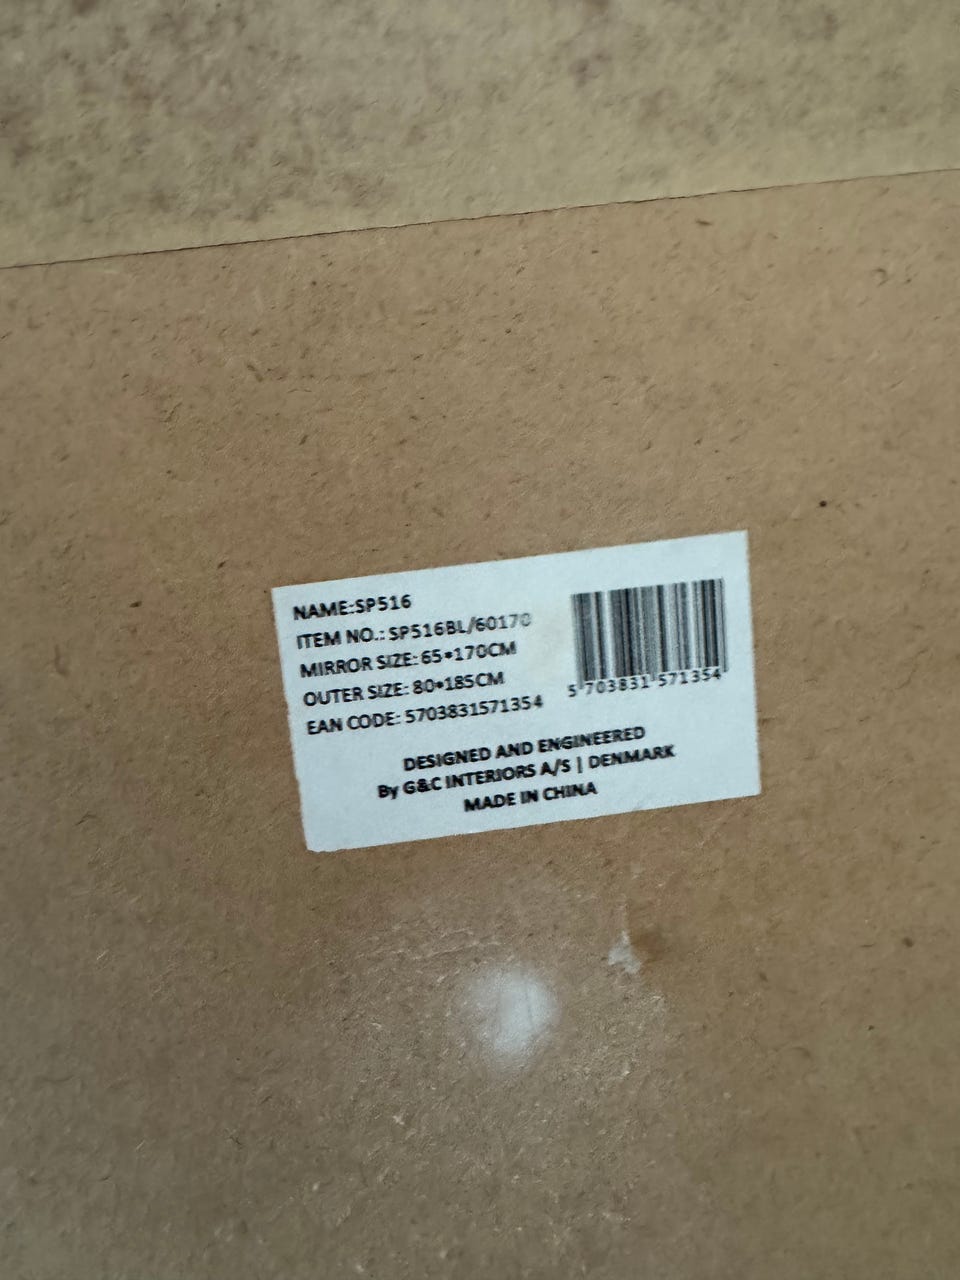 NAME:SP516
ITEM NO.: SP516BL/60170
MIRROR SIZE: 65*170CM
OUTER SIZE: 80*185CM
EAN CODE: 5703831571354
5 703831 571354
DESIGNED AND ENGINEERED
By G&C INTERIORS A/S | DENMARK
MADE IN CHINA